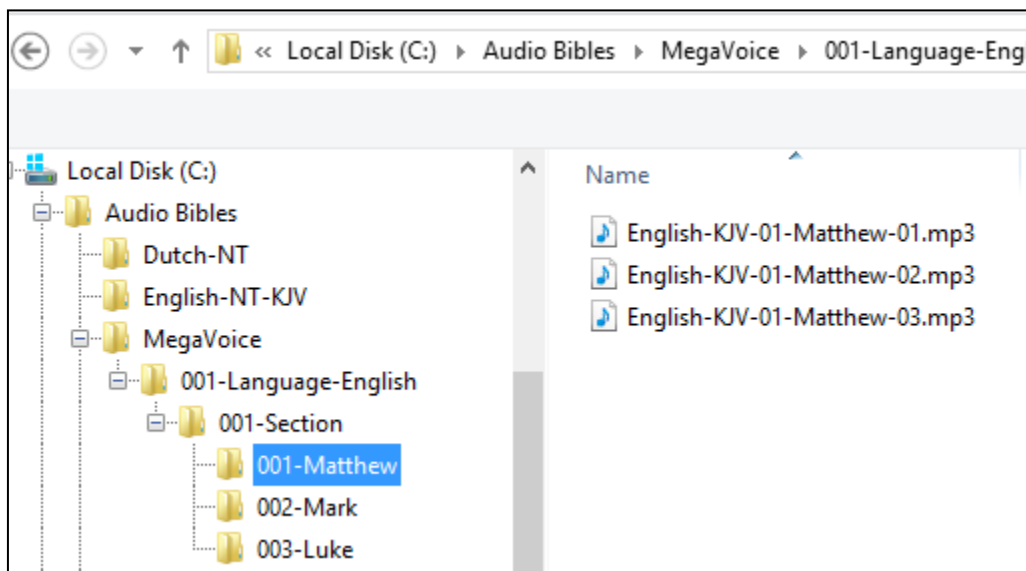 « Local Disk (C:) Audio Bibles MegaVoice 001-Language-Eng
Local Disk (C:)
Audio Bibles
Dutch-NT
English-NT-KJV
MegaVoice
001-Language-English
001-Section
001-Matthew
002-Mark
003-Luke
Name
English-KJV-01-Matthew-01.mp3
English-KJV-01-Matthew-02.mp3
English-KJV-01-Matthew-03.mp3